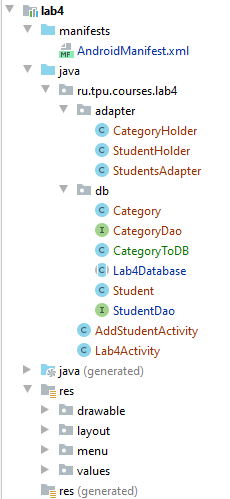 lab4
manifests
AndroidManifest.xml
java
ru.tpu.courses.lab4
adapter
CategoryHolder
StudentHolder
StudentsAdapter
db
Category
CategoryDao
CategoryToDB
Lab4Database
Student
StudentDao
AddStudentActivity
Lab4Activity
java (generated)
res
drawable
layout
menu
values
res (generated)